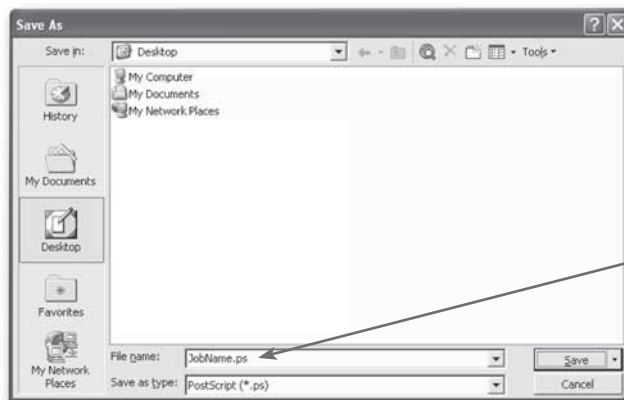 Save As
Save in:
Desktop
Tools
My Computer
My Documents
My Network Places
History
My Documents
Desktop
Favorites
My Network
Places
File name:
JobName.ps
Save
Save as type:
PostScript (*.ps)
Cancel